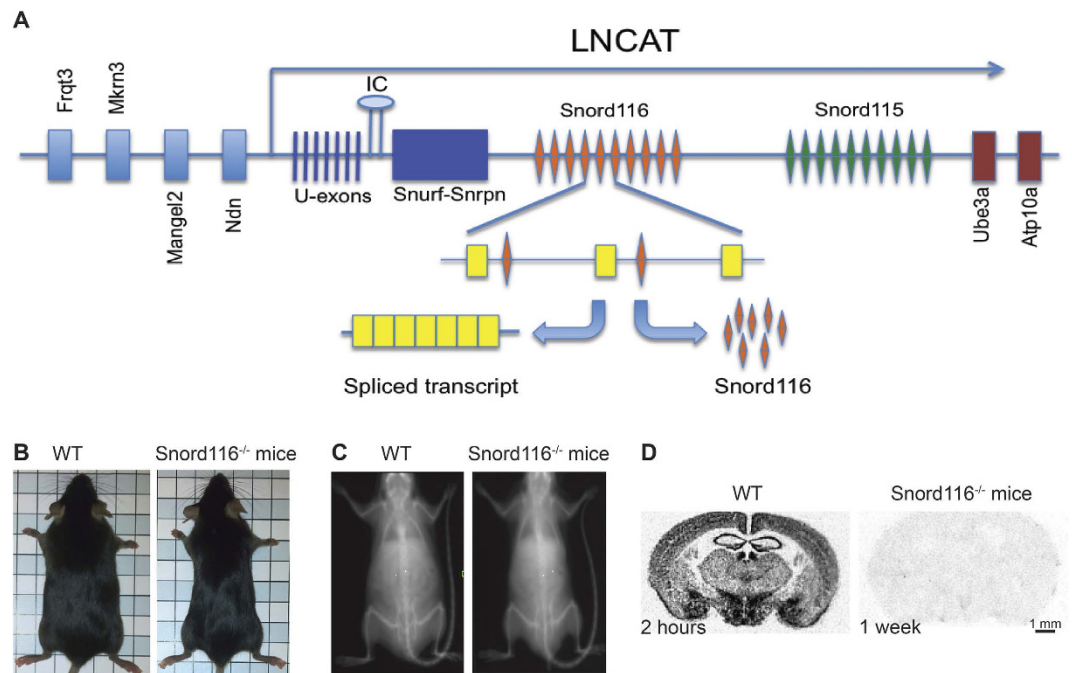 A
LNCAT
Frqt3
Mkrn3
IC
Snord116
Snord115
U-exons
Snurf-Snrpn
Mangel2
Ndn
Ube3a
Atp10a
Spliced transcript
Snord116
B
WT
Snord116-/- mice
C
WT
Snord116-/- mice
D
WT
Snord116-/- mice
2 hours
1 week
1 mm